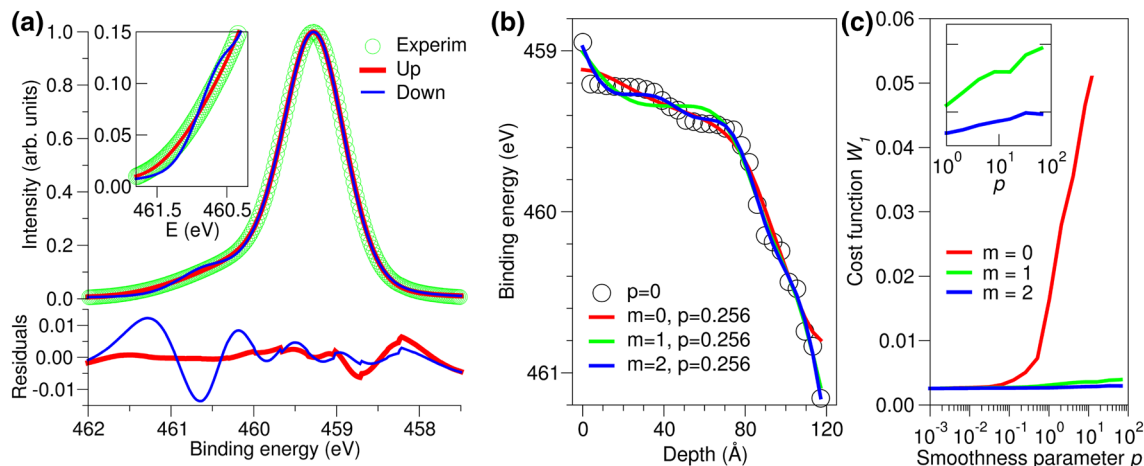 (a)
Intensity (arb. units)
1.0
0.8
0.6
0.4
0.2
0.0
0.15
0.10
0.05
0.00
461.5 460.5
E (eV)
Experim
Up
Down
Residuals
0.01
0.00
-0.01
462 461 460 459 458
Binding energy (eV)
(b)
Binding energy (eV)
459
460
461
p=0
m=0, p=0.256
m=1, p=0.256
m=2, p=0.256
0 40 80 120
Depth (Å)
(c)
Cost function W1
0.06
0.05
0.04
0.03
0.02
0.01
0.00
10^0 10^1 10^2
p
m = 0
m = 1
m = 2
10^-3 10^-2 10^-1 10^0 10^1 10^2
Smoothness parameter p